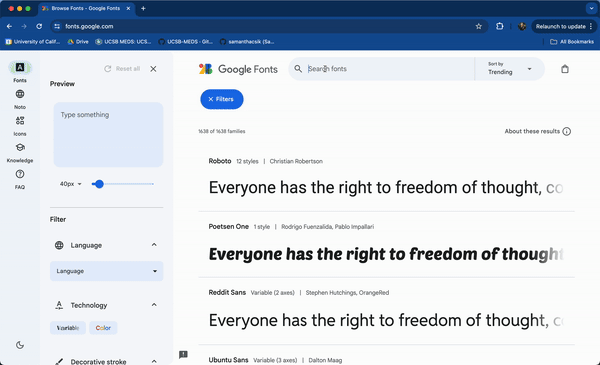 Browse Fonts - Google Fonts
fonts.google.com
Relaunch to update
University of Calif...
Drive
UCSB MEDS: UCSB...
UCSB-MEDS - Git...
samanthacsik (Sa...
All Bookmarks
Fonts
Noto
Icons
Knowledge
FAQ
Reset all
Preview
Type something
40px
Filter
Language
Language
Technology
Variable
Color
Decorative stroke
Google Fonts
Search fonts
Sort by
Trending
Filters
1638 of 1638 families
About these results
Roboto 12 styles | Christian Robertson
Everyone has the right to freedom of thought, co
Poetsen One 1 style | Rodrigo Fuenzalida, Pablo Impallari
Everyone has the right to freedom of thought
Reddit Sans Variable (2 axes) | Stephen Hutchings, OrangeRed
Everyone has the right to freedom of thought, c
Ubuntu Sans Variable (3 axes) | Dalton Maag